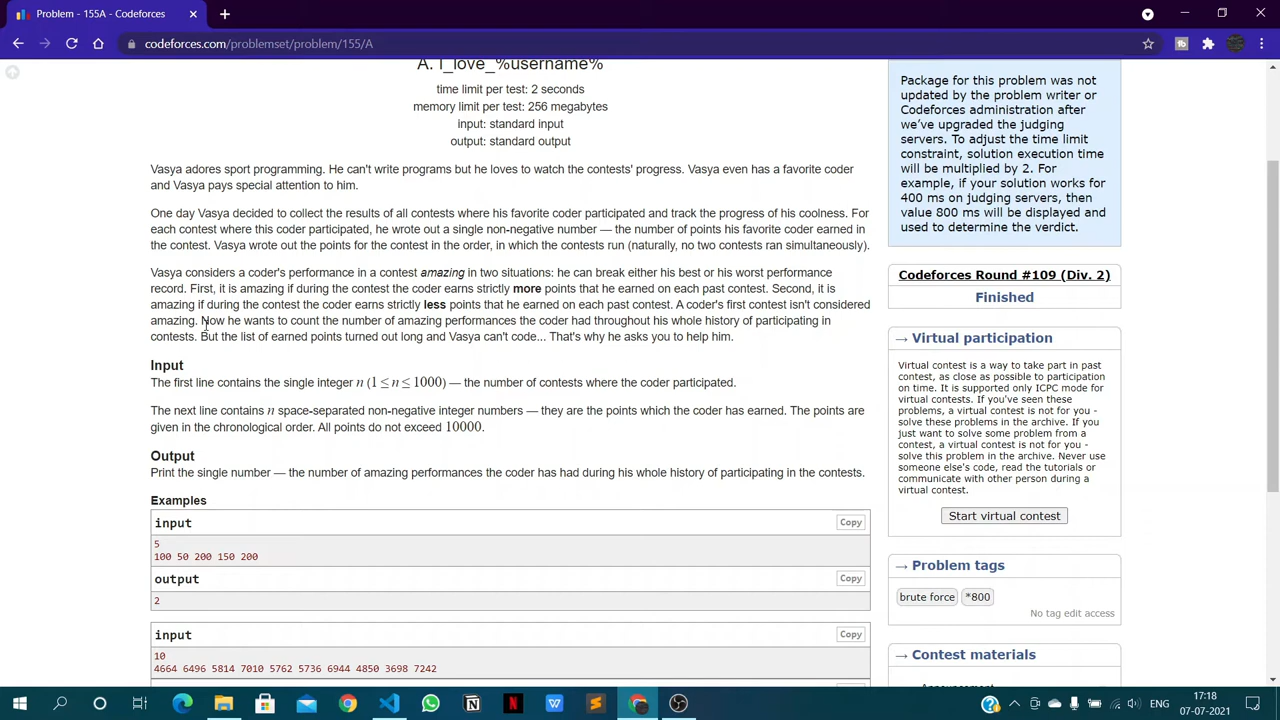 Problem - 155A - Codeforces
codeforces.com/problemset/problem/155/A
A. I_love_%username%
time limit per test: 2 seconds
memory limit per test: 256 megabytes
input: standard input
output: standard output
Vasya adores sport programming. He can't write programs but he loves to watch the contests' progress. Vasya even has a favorite coder
and Vasya pays special attention to him.
One day Vasya decided to collect the results of all contests where his favorite coder participated and track the progress of his coolness. For
each contest where this coder participated, he wrote out a single non-negative number — the number of points his favorite coder earned in
the contest. Vasya wrote out the points for the contest in the order, in which the contests run (naturally, no two contests ran simultaneously).
Vasya considers a coder's performance in a contest amazing in two situations: he can break either his best or his worst performance
record. First, it is amazing if during the contest the coder earns strictly more points that he earned on each past contest. Second, it is
amazing if during the contest the coder earns strictly less points that he earned on each past contest. A coder's first contest isn't considered
amazing. Now he wants to count the number of amazing performances the coder had throughout his whole history of participating in
contests. But the list of earned points turned out long and Vasya can't code... That's why he asks you to help him.
Input
The first line contains the single integer n (1 ≤ n ≤ 1000) — the number of contests where the coder participated.
The next line contains n space-separated non-negative integer numbers — they are the points which the coder has earned. The points are
given in the chronological order. All points do not exceed 10000.
Output
Print the single number — the number of amazing performances the coder has had during his whole history of participating in the contests.
Examples
input
Copy
5
100 50 200 150 200
output
Copy
2
input
Copy
10
4664 6496 5814 7010 5762 5736 6944 4850 3698 7242
Package for this problem was
not updated by the problem writer or
Codeforces administration after
we've upgraded the judging
servers. To adjust the time limit
constraint, solution execution time
will be multiplied by 2. For
example, if your solution works for
400 ms on judging servers, then
value 800 ms will be displayed and
used to determine the verdict.
Codeforces Round #109 (Div. 2)
Finished
→ Virtual participation
Virtual contest is a way to take part in past
contest, as close as possible to participation
on time. It is supported only ICPC mode for
virtual contests. If you've seen these
problems, a virtual contest is not for you -
solve these problems in the archive. If you
just want to solve some problem from a
contest, a virtual contest is not for you -
solve this problem in the archive. Never use
someone else's code, read the tutorials or
communicate with other person during a
virtual contest.
Start virtual contest
→ Problem tags
brute force *800
No tag edit access
→ Contest materials
ENG
17:18
07-07-2021